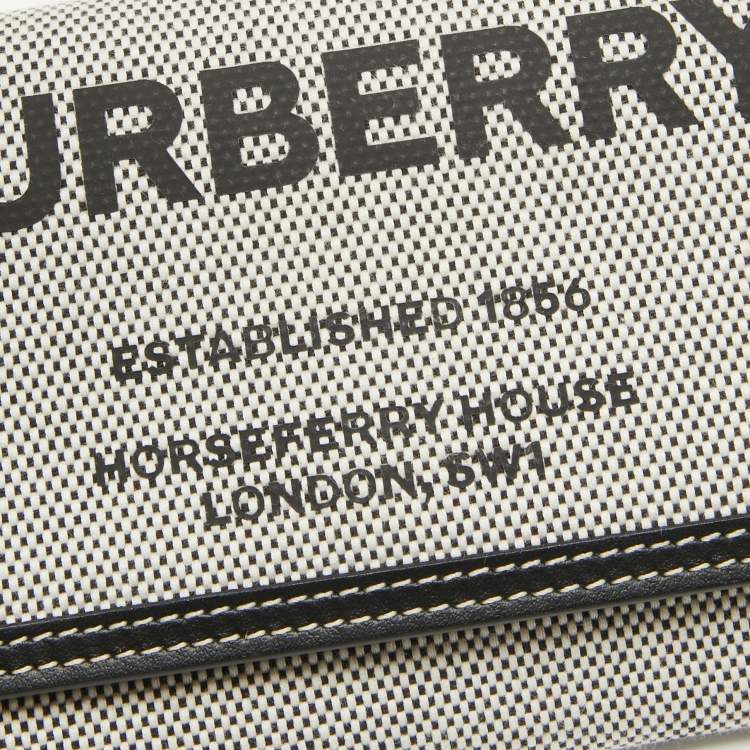 URBERRY
ESTABLISHED 1856
HORSEFERRY HOUSE
LONDON, SW1